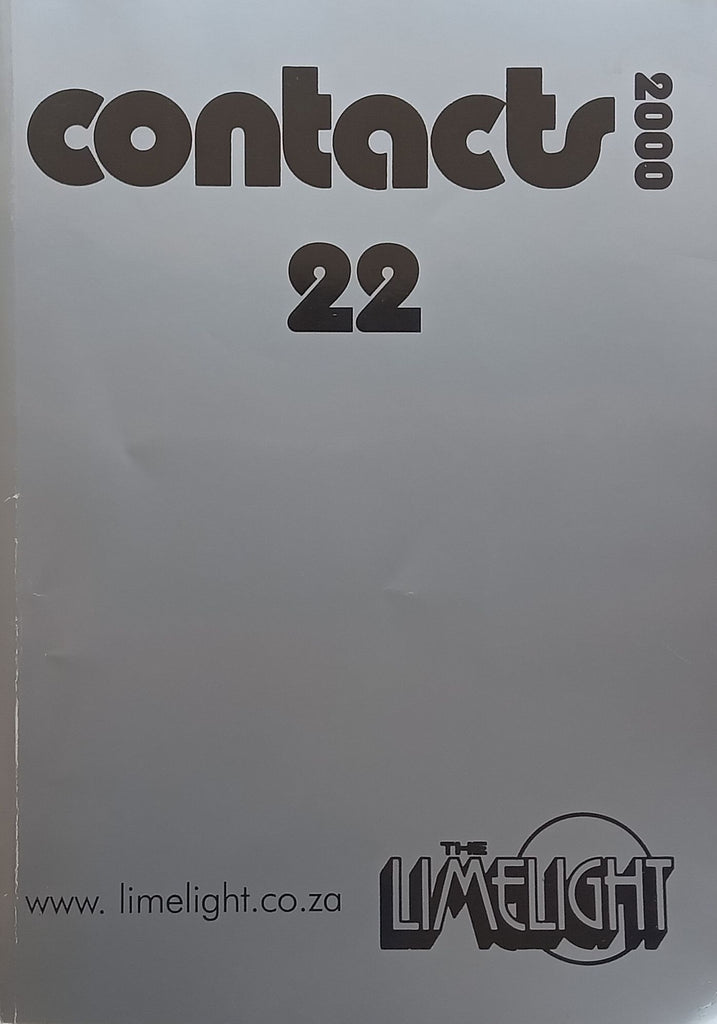 contacts 2000
22
THE
LIMELIGHT
www. limelight.co.za